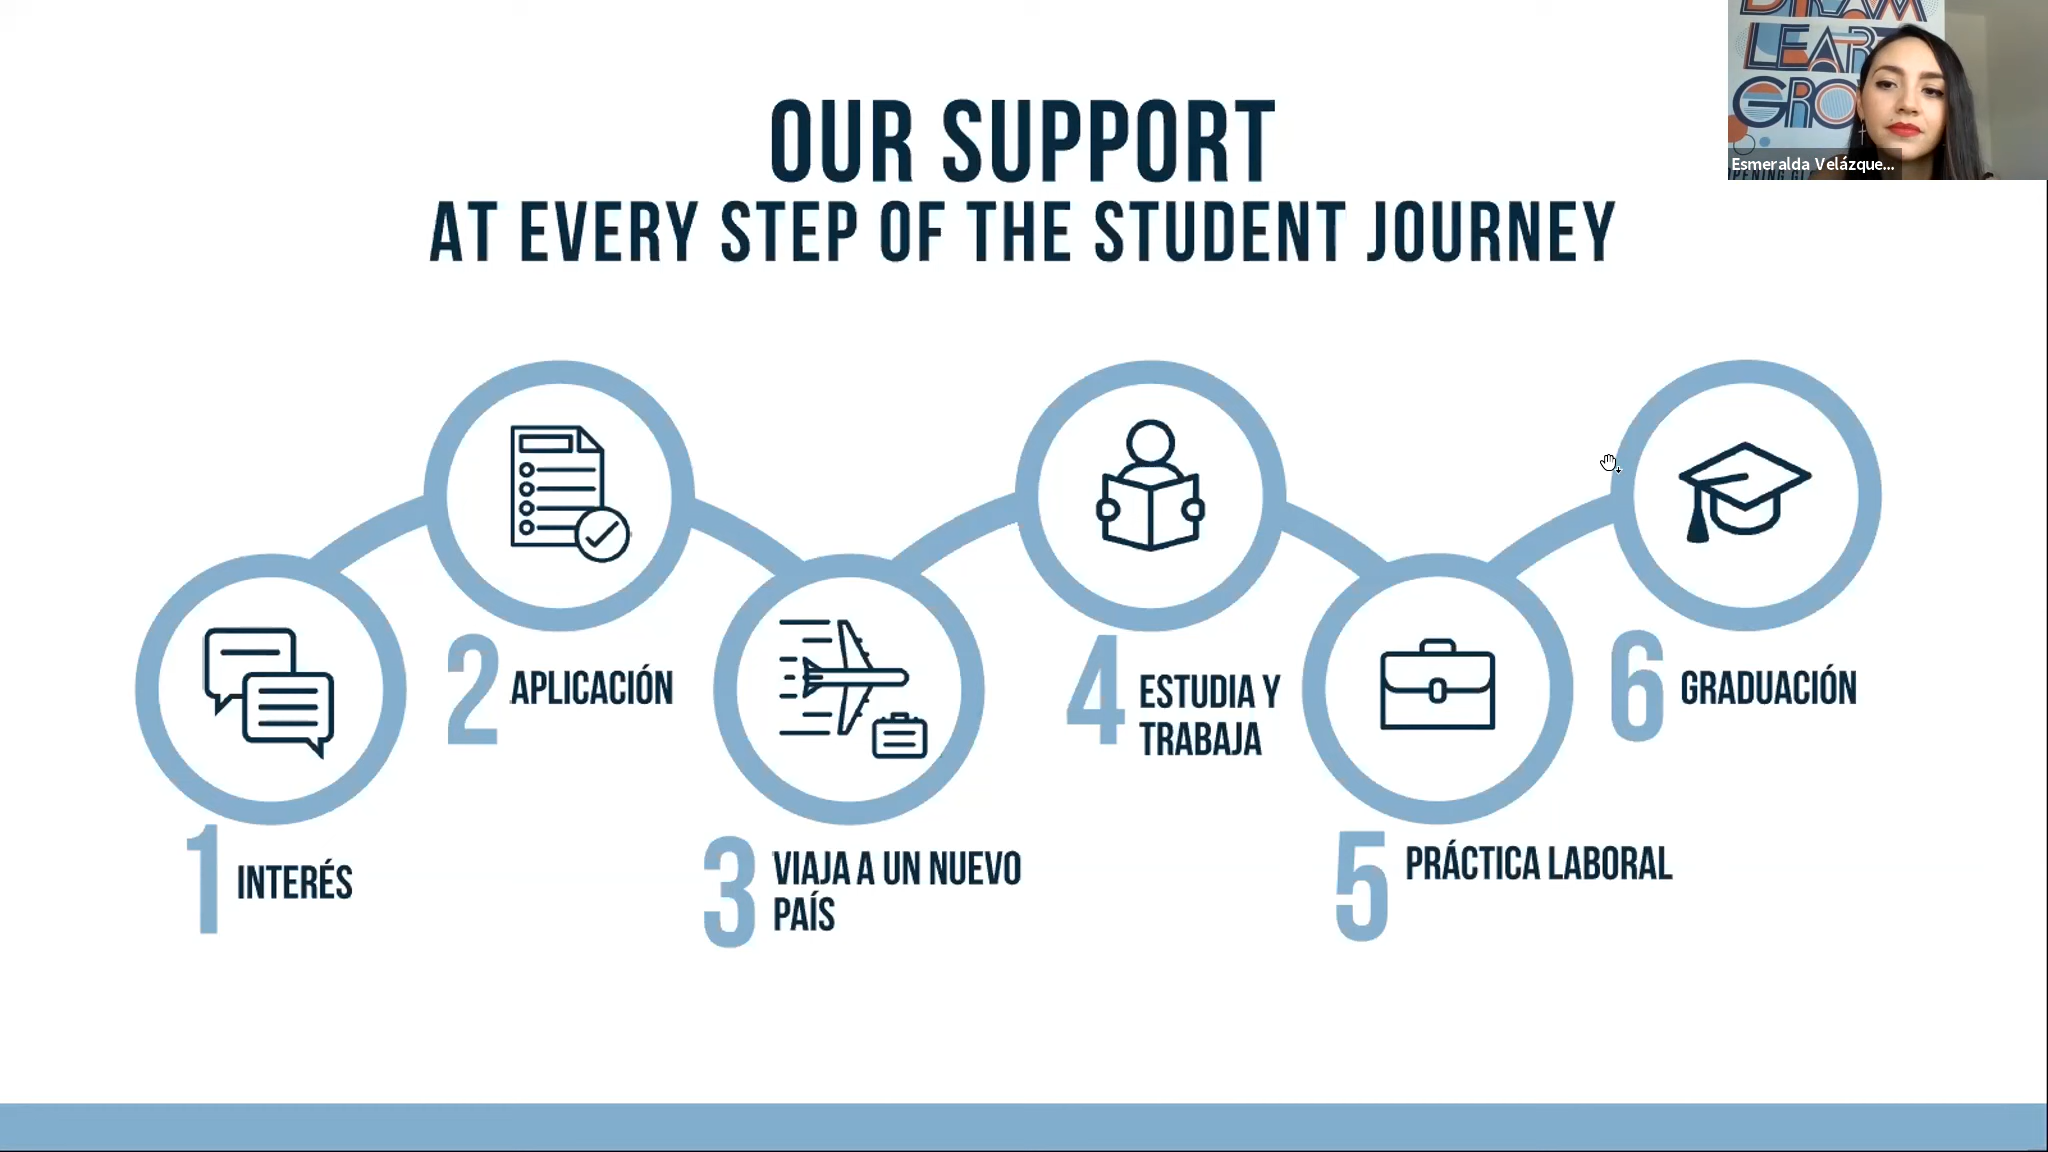 OUR SUPPORT
AT EVERY STEP OF THE STUDENT JOURNEY
Esmeralda Velázque...
1 INTERÉS
2 APLICACIÓN
3 VIAJA A UN NUEVO
PAÍS
4 ESTUDIA Y
TRABAJA
5 PRÁCTICA LABORAL
6 GRADUACIÓN